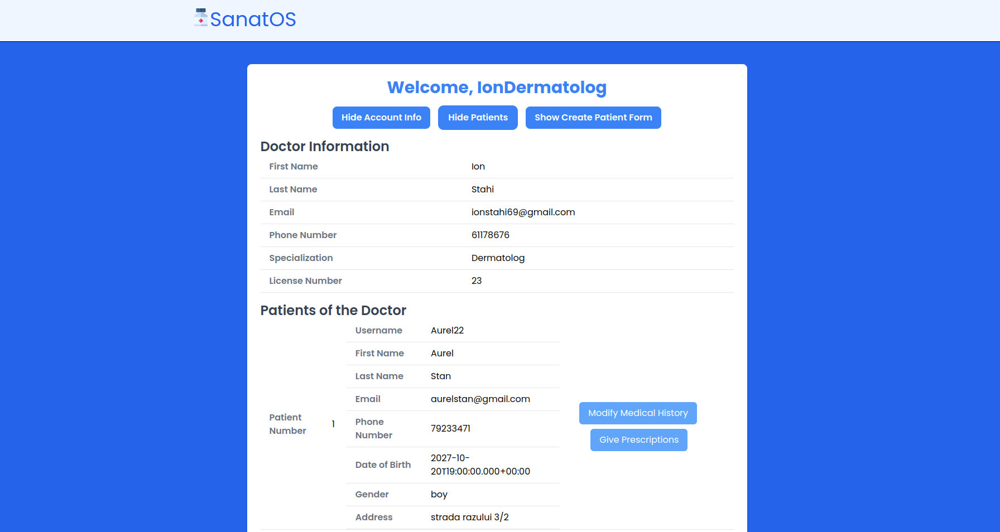 SanatOS
Welcome, IonDermatolog
Hide Account Info Hide Patients Show Create Patient Form
Doctor Information
First Name Ion
Last Name Stahi
Email ionstahi69@gmail.com
Phone Number 61178676
Specialization Dermatolog
License Number 23
Patients of the Doctor
Patient
Number
1
Username Aurel22
First Name Aurel
Last Name Stan
Email aurelstan@gmail.com
Phone
Number
79233471
Date of Birth
2027-10-
20T19:00:00.000+00:00
Gender boy
Address strada razului 3/2
Modify Medical History
Give Prescriptions